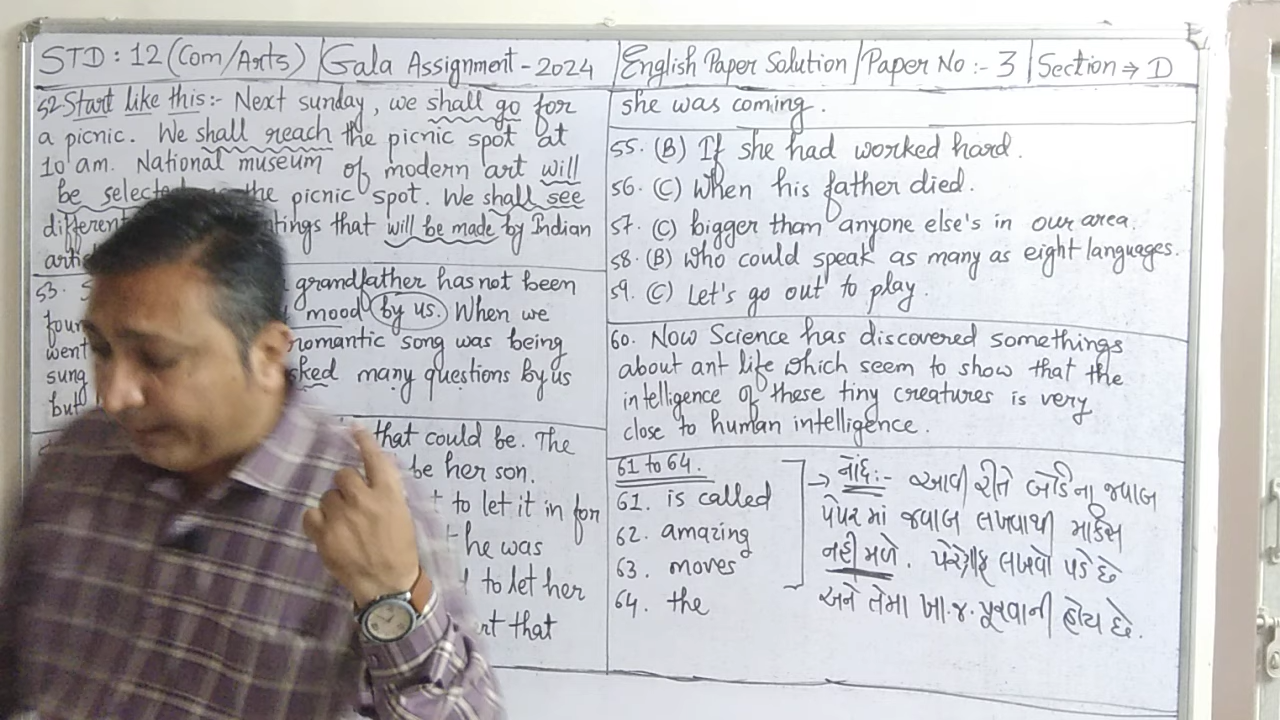 STD : 12 (Com/Arts) | Gala Assignment - 2024 | English Paper Solution | Paper No :- 3 | Section → D
52 Start like this :- Next sunday, we shall go for
a picnic. We shall reach the picnic spot at
10 am. National museum of modern art will
be selected the picnic spot. We shall see
different that will be made by Indian
53. grandfather has not been
mood by us. When we
went romantic song was being
sung many questions by us
but
that could be. The
be her son.
to let it in for
he was
to let her
that
she was coming.
55. (B) If she had worked hard.
56. (C) When his father died.
57. (C) bigger than anyone else's in our area.
58. (B) Who could speak as many as eight languages.
59. (C) Let's go out to play.
60. Now Science has discovered somethings
about ant life which seem to show that the
intelligence of these tiny creatures is very
close to human intelligence.
61 to 64.
61. is called
62. amazing
63. moves
64. the
→ નોંધ:- આવી રીતે બોર્ડના જવાબ
પેપર માં જવાબ લખવાથી માર્કસ
નહી મળે. પેરેગ્રાફ લખવો પડે છે
અને તેમા ખા.જ. પૂરવાની હોય છે.